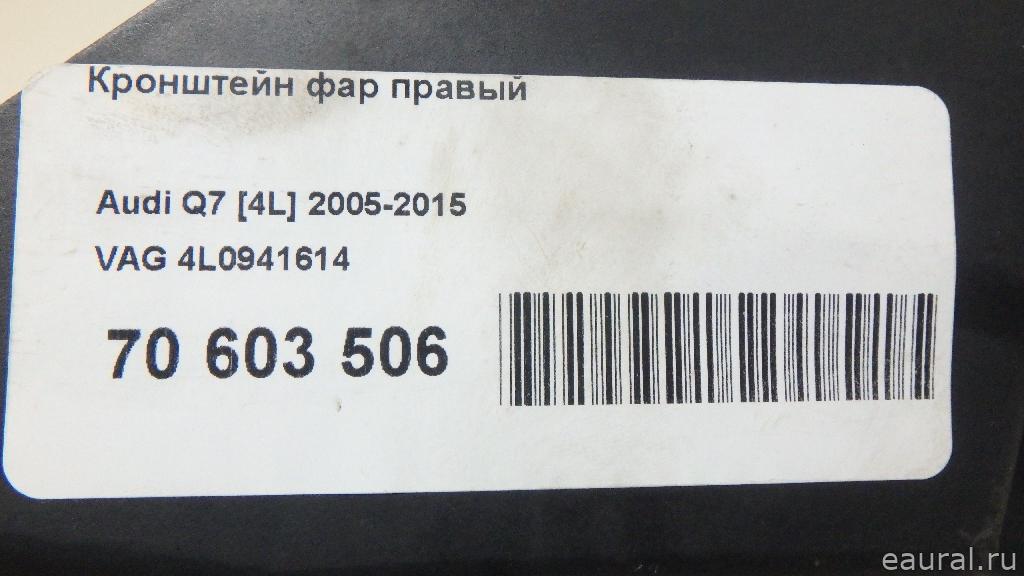 Кронштейн фар правый
Audi Q7 [4L] 2005-2015
VAG 4L0941614
70 603 506
eaural.ru